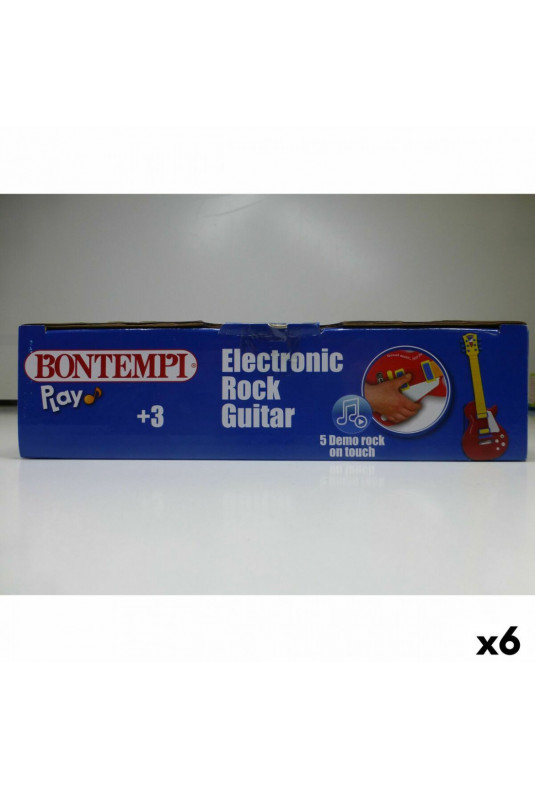 BONTEMPI®
Play
+3
Electronic
Rock
Guitar
5 Demo rock
on touch
x6